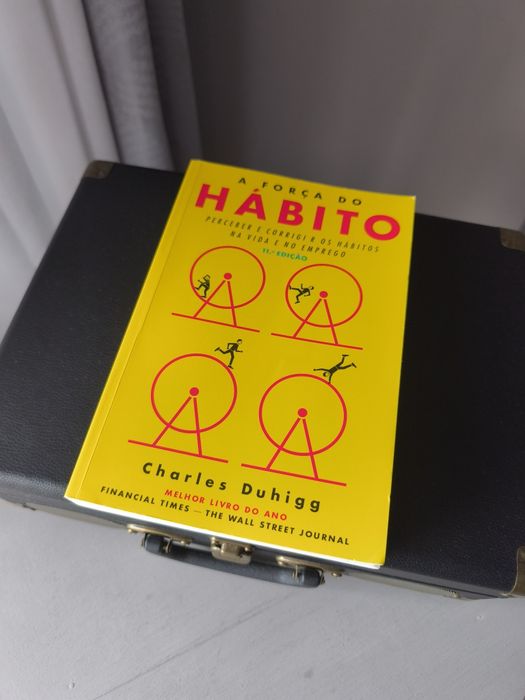 A FORÇA DO
HÁBITO
PERCEBER E CORRIGIR OS HÁBITOS
NA VIDA E NO EMPREGO
11.ª EDIÇÃO
Charles Duhigg
MELHOR LIVRO DO ANO
FINANCIAL TIMES — THE WALL STREET JOURNAL